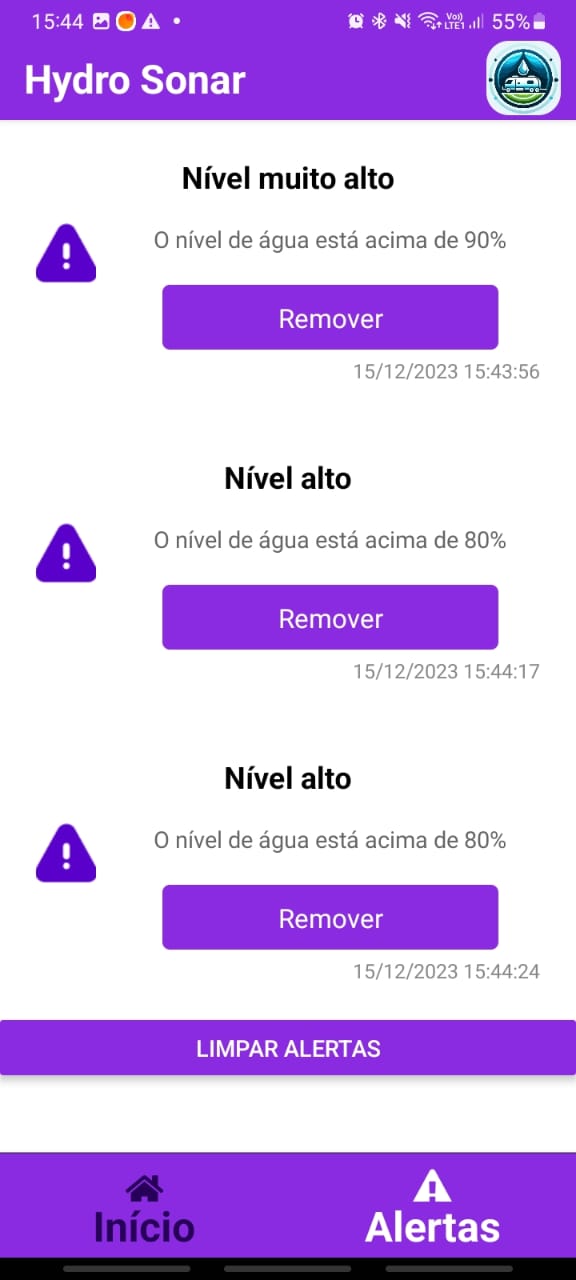 15:44
Vo))
LTE1
55%
Hydro Sonar
Nível muito alto
O nível de água está acima de 90%
Remover
15/12/2023 15:43:56
Nível alto
O nível de água está acima de 80%
Remover
15/12/2023 15:44:17
Nível alto
O nível de água está acima de 80%
Remover
15/12/2023 15:44:24
LIMPAR ALERTAS
Início
Alertas